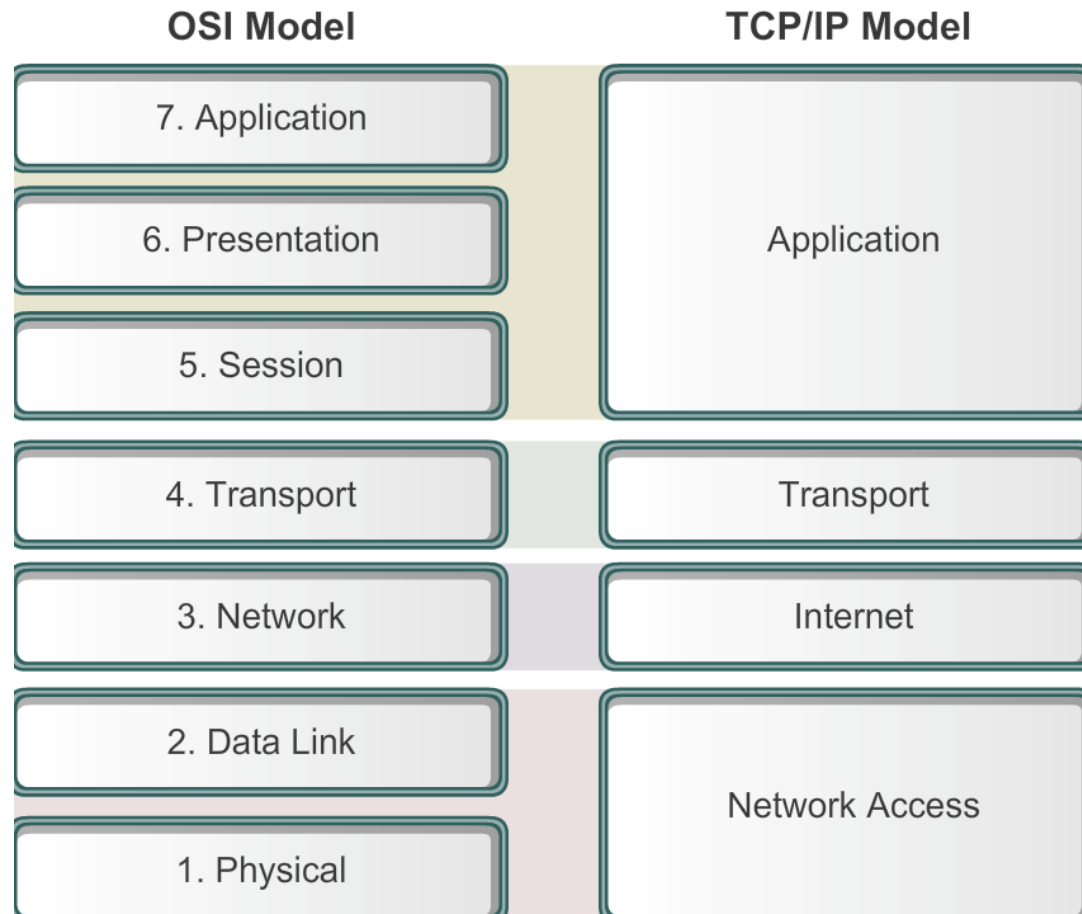 OSI Model
TCP/IP Model
7. Application
6. Presentation
Application
5. Session
4. Transport
Transport
3. Network
Internet
2. Data Link
Network Access
1. Physical